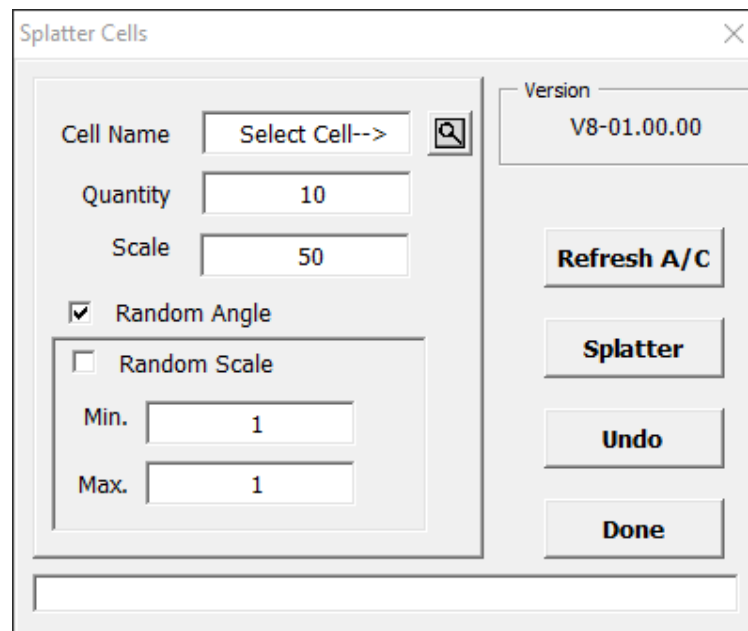 Splatter Cells
Version
V8-01.00.00
Cell Name Select Cell-->
Quantity 10
Scale 50
Random Angle
Random Scale
Min. 1
Max. 1
Refresh A/C
Splatter
Undo
Done